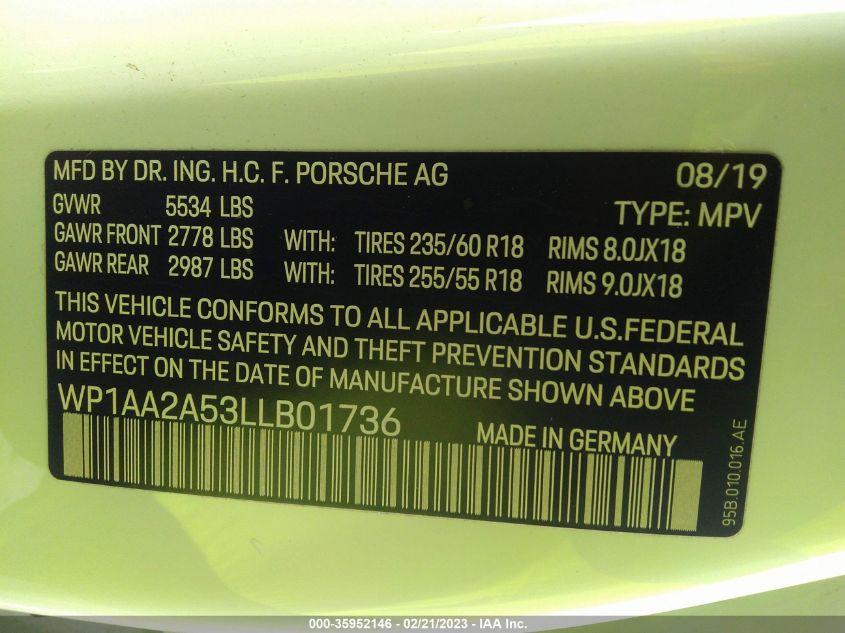 MFD BY DR. ING. H.C. F. PORSCHE AG 08/19
GVWR 5534 LBS TYPE: MPV
GAWR FRONT 2778 LBS WITH: TIRES 235/60 R18 RIMS 8.0JX18
GAWR REAR 2987 LBS WITH: TIRES 255/55 R18 RIMS 9.0JX18
THIS VEHICLE CONFORMS TO ALL APPLICABLE U.S.FEDERAL
MOTOR VEHICLE SAFETY AND THEFT PREVENTION STANDARDS
IN EFFECT ON THE DATE OF MANUFACTURE SHOWN ABOVE
WP1AA2A53LLB01736 MADE IN GERMANY
95B.010.016.AE
000-35952146 - 02/21/2023 - IAA Inc.